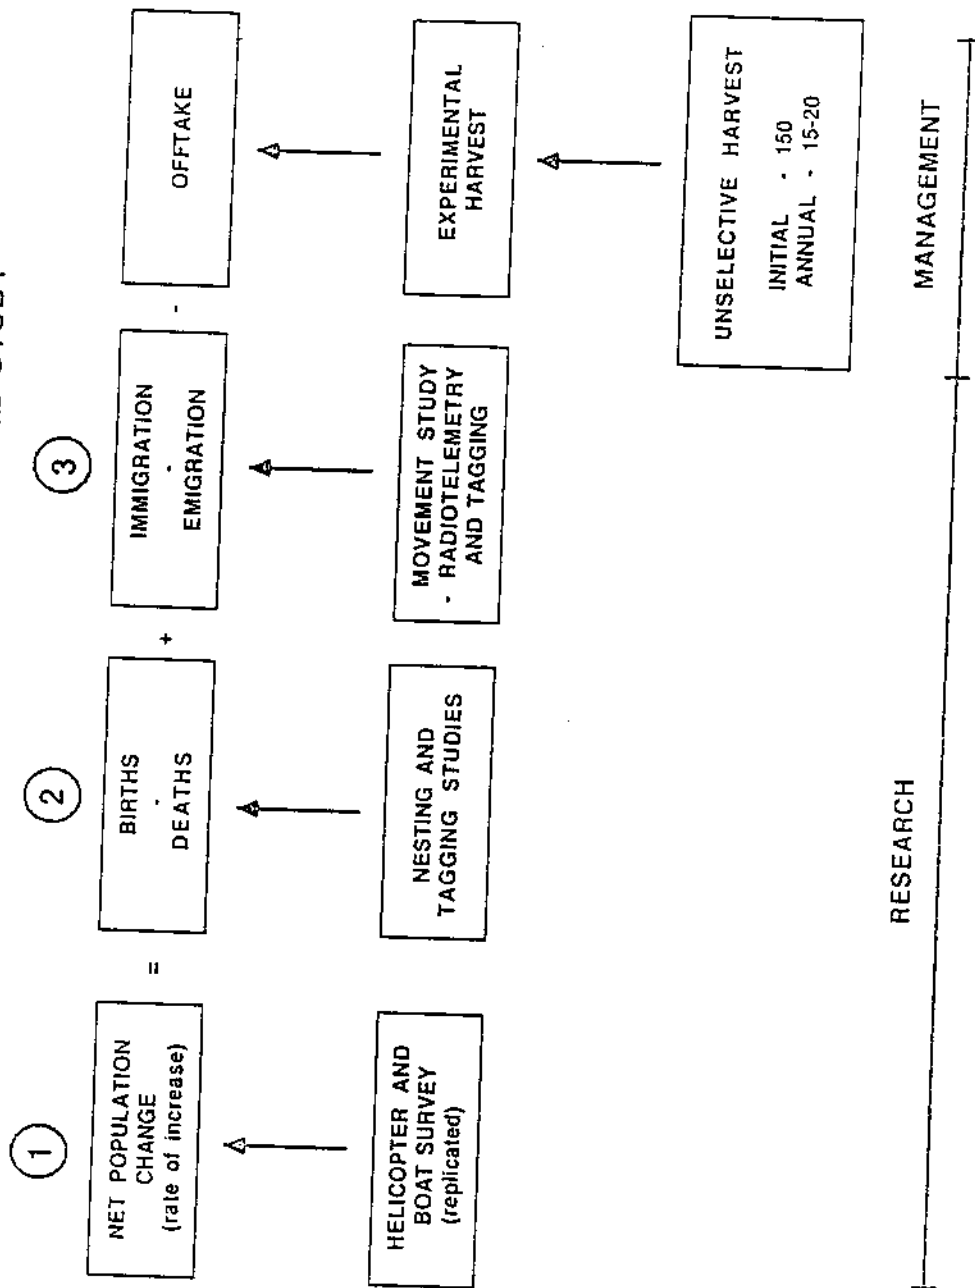 1
2
3
NET POPULATION
CHANGE
(rate of increase)
=
BIRTHS
-
DEATHS
+
IMMIGRATION
-
EMIGRATION
-
OFFTAKE
HELICOPTER AND
BOAT SURVEY
(replicated)
NESTING AND
TAGGING STUDIES
MOVEMENT STUDY
- RADIOTELEMETRY
AND TAGGING
EXPERIMENTAL
HARVEST
UNSELECTIVE HARVEST
INITIAL - 150
ANNUAL - 15-20
RESEARCH
MANAGEMENT